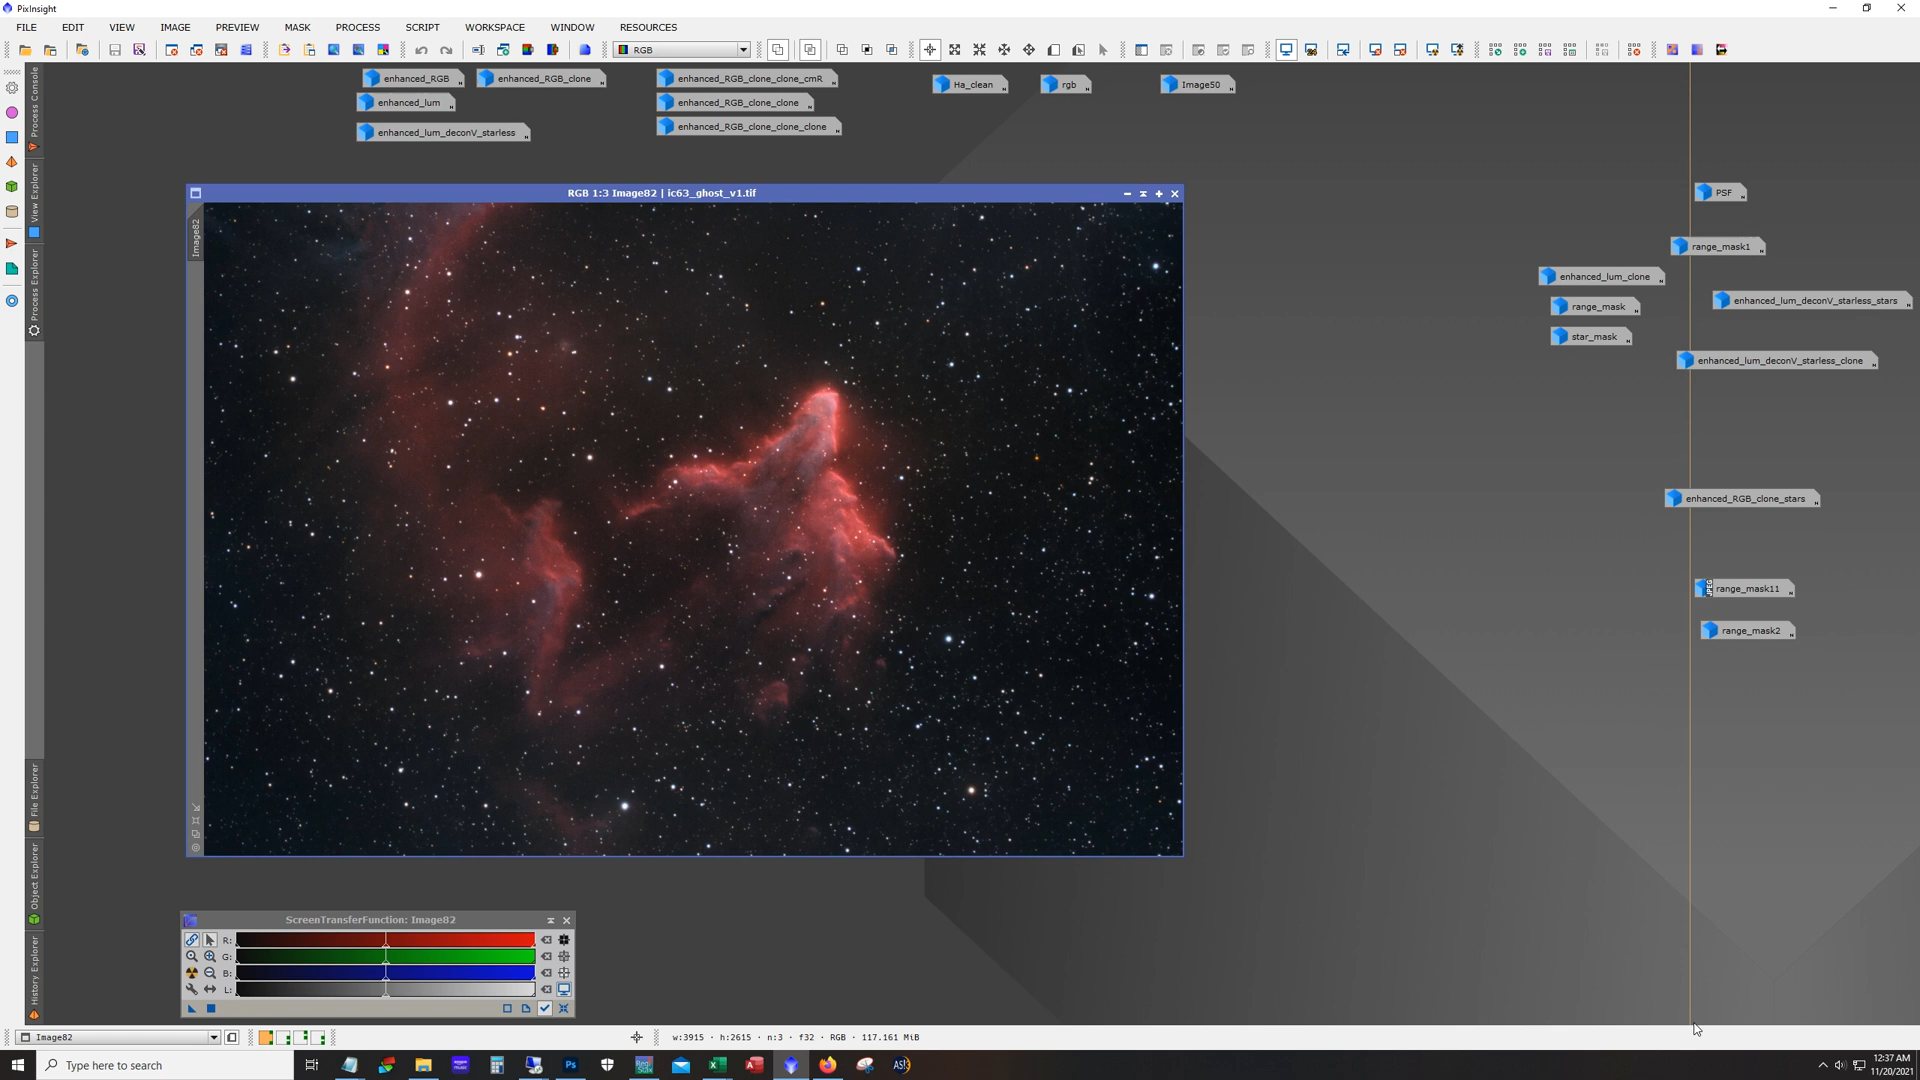 PixInsight
FILE EDIT VIEW IMAGE PREVIEW MASK PROCESS SCRIPT WORKSPACE WINDOW RESOURCES
RGB
enhanced_RGB
enhanced_RGB_clone
enhanced_RGB_clone_clone_cmR
Ha_clean
rgb
Image50
enhanced_lum
enhanced_RGB_clone_clone
enhanced_lum_deconV_starless
enhanced_RGB_clone_clone_clone
Process Console
View Explorer
Process Explorer
File Explorer
Object Explorer
History Explorer
RGB 1:3 Image82 | ic63_ghost_v1.tif
Image82
PSF
range_mask1
enhanced_lum_clone
enhanced_lum_deconV_starless_stars
range_mask
star_mask
enhanced_lum_deconV_starless_clone
enhanced_RGB_clone_stars
range_mask11
range_mask2
ScreenTransferFunction: Image82
R:
G:
B:
L:
Image82
w:3915 · h:2615 · n:3 · f32 · RGB · 117.161 MiB
Type here to search
Ps
12:37 AM
11/20/2021